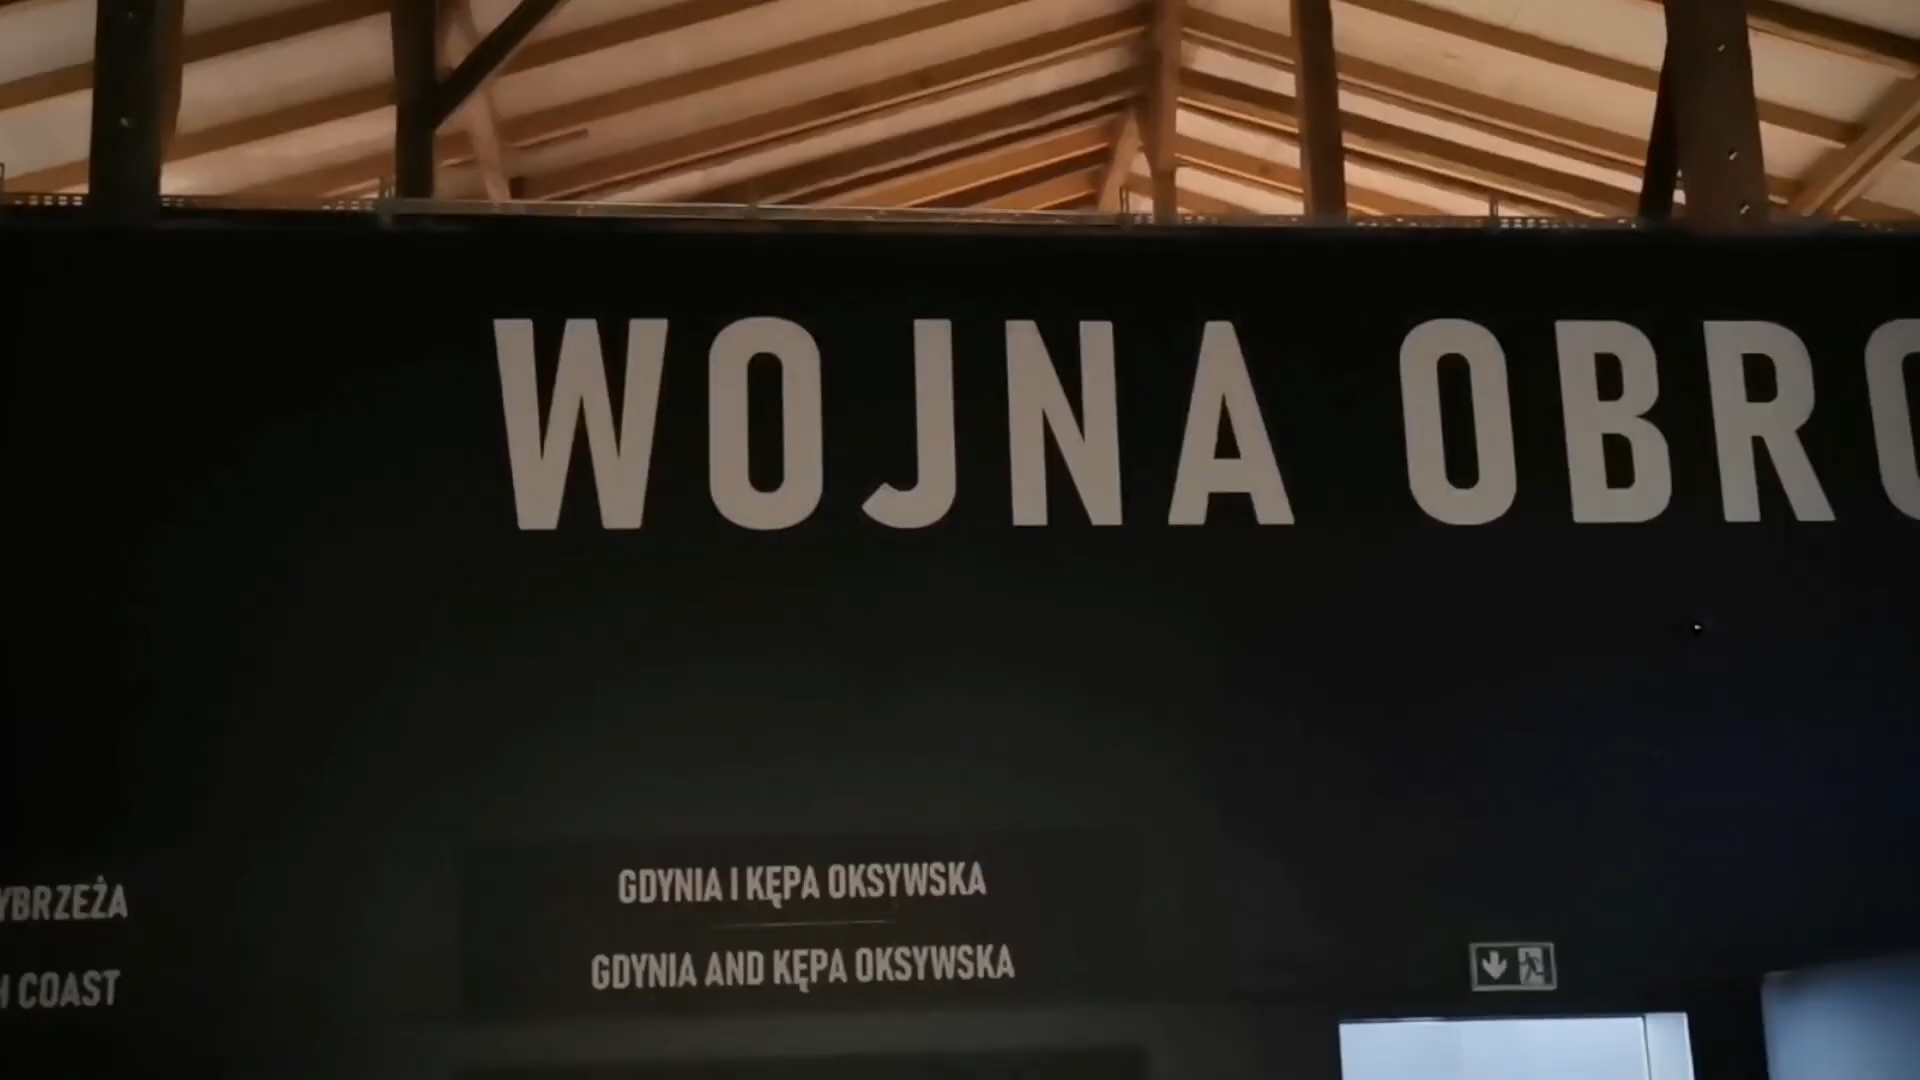 WOJNA OBRO
GDYNIA I KĘPA OKSYWSKA
GDYNIA AND KĘPA OKSYWSKA
YBRZEŻA
H COAST